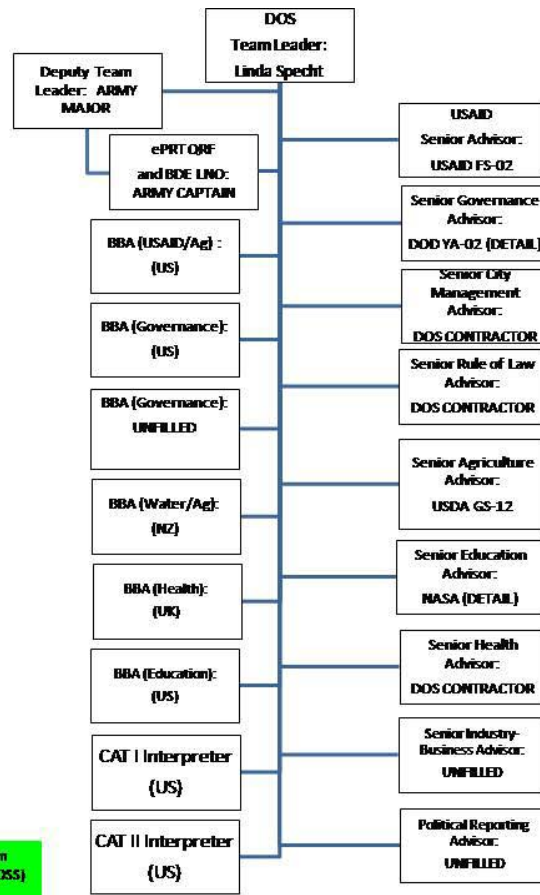 DOS
Team Leader:
Linda Specht
Deputy Team
Leader: ARMY
MAJOR
ePRT QRF
and BDE LNO:
ARMY CAPTAIN
BBA (USAID/Ag) :
(US)
BBA (Governance):
(US)
BBA (Governance):
UNFILLED
BBA (Water/Ag):
(NZ)
BBA (Health):
(UK)
BBA (Education):
(US)
CAT I Interpreter
(US)
CAT II Interpreter
(US)
USAID
Senior Advisor:
USAID FS-02
Senior Governance
Advisor:
DOD YA-02 (DETAIL)
Senior City
Management
Advisor:
DOS CONTRACTOR
Senior Rule of Law
Advisor:
DOS CONTRACTOR
Senior Agriculture
Advisor:
USDA GS-12
Senior Education
Advisor:
NASA (DETAIL)
Senior Health
Advisor:
DOS CONTRACTOR
Senior Industry-
Business Advisor:
UNFILLED
Political Reporting
Advisor:
UNFILLED